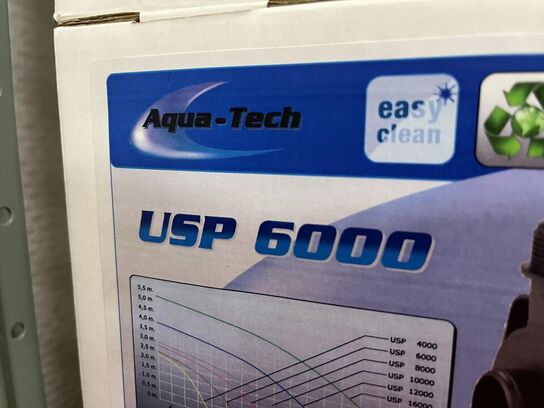 Aqua-Tech
easy
clean
USP 6000
5,5 m.
5,0 m.
4,5 m.
4,0 m.
3,5 m.
3,0 m.
2,5 m.
2,0 m.
1,5 m.
1,0 m.
0,5 m.
0 m.
USP 4000
USP 6000
USP 8000
USP 10000
USP 12000
USP 16000